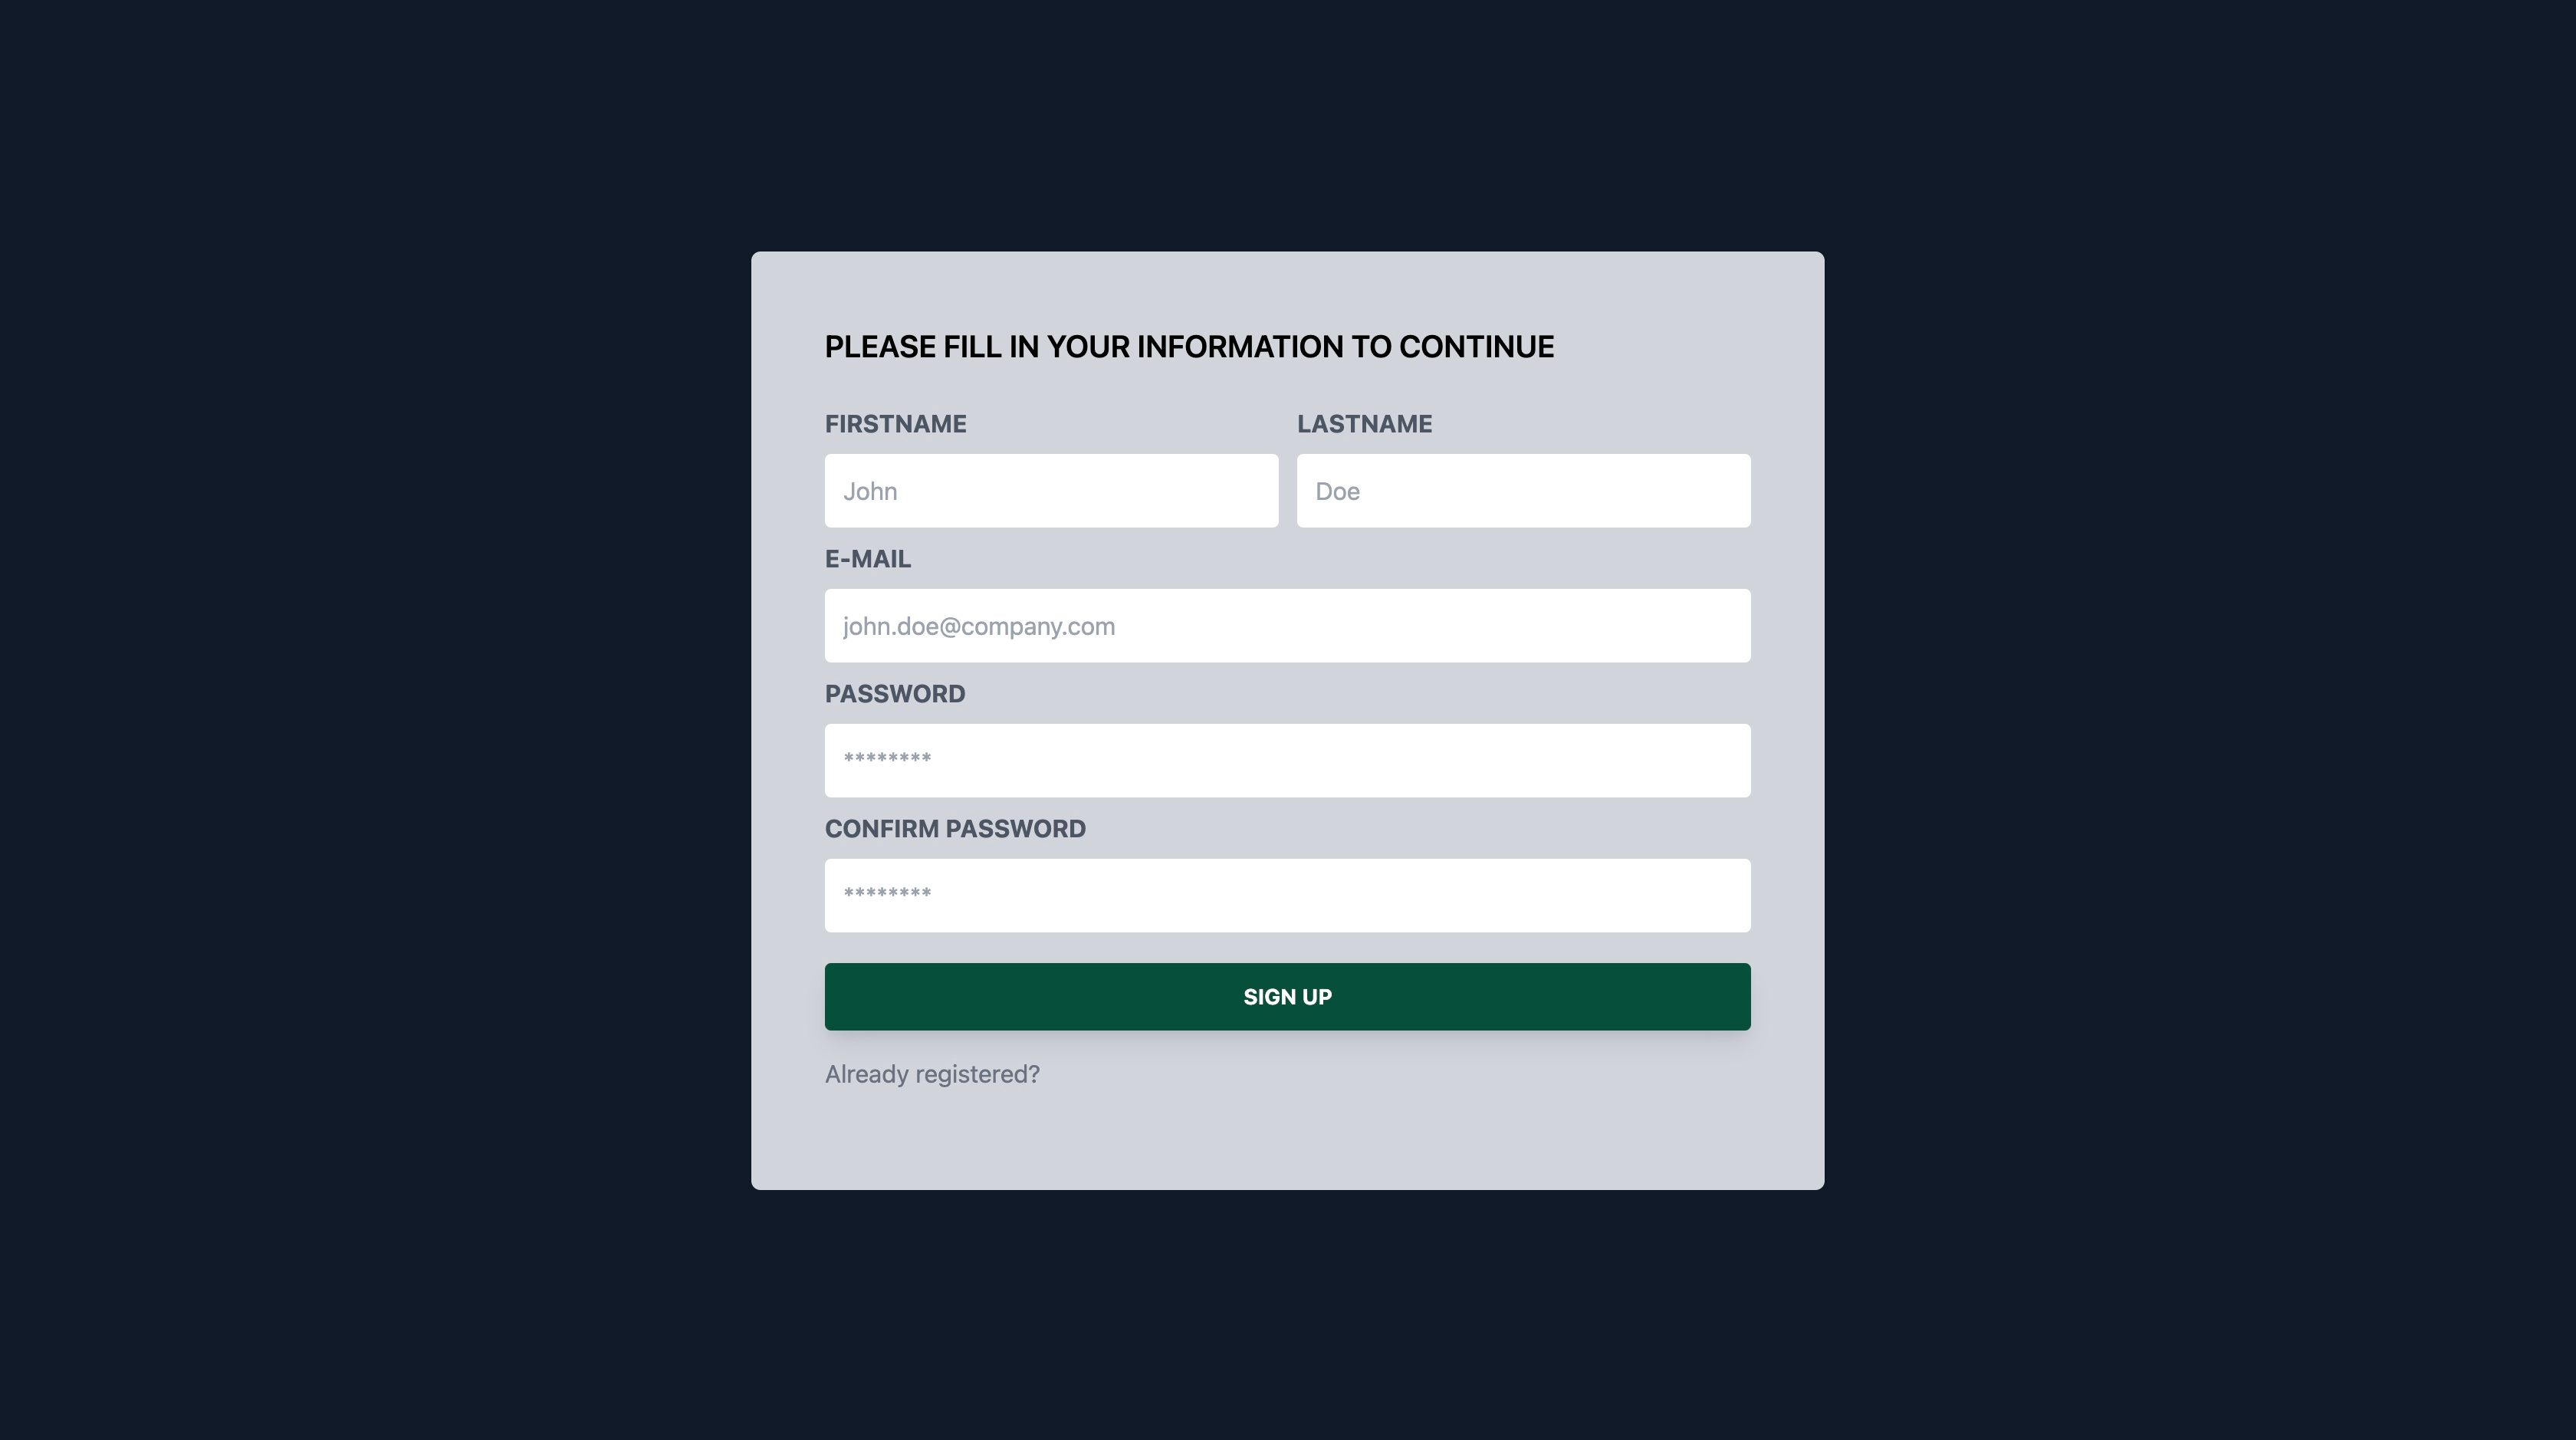 PLEASE FILL IN YOUR INFORMATION TO CONTINUE
FIRSTNAME
LASTNAME
John
Doe
E-MAIL
john.doe@company.com
PASSWORD
********
CONFIRM PASSWORD
********
SIGN UP
Already registered?